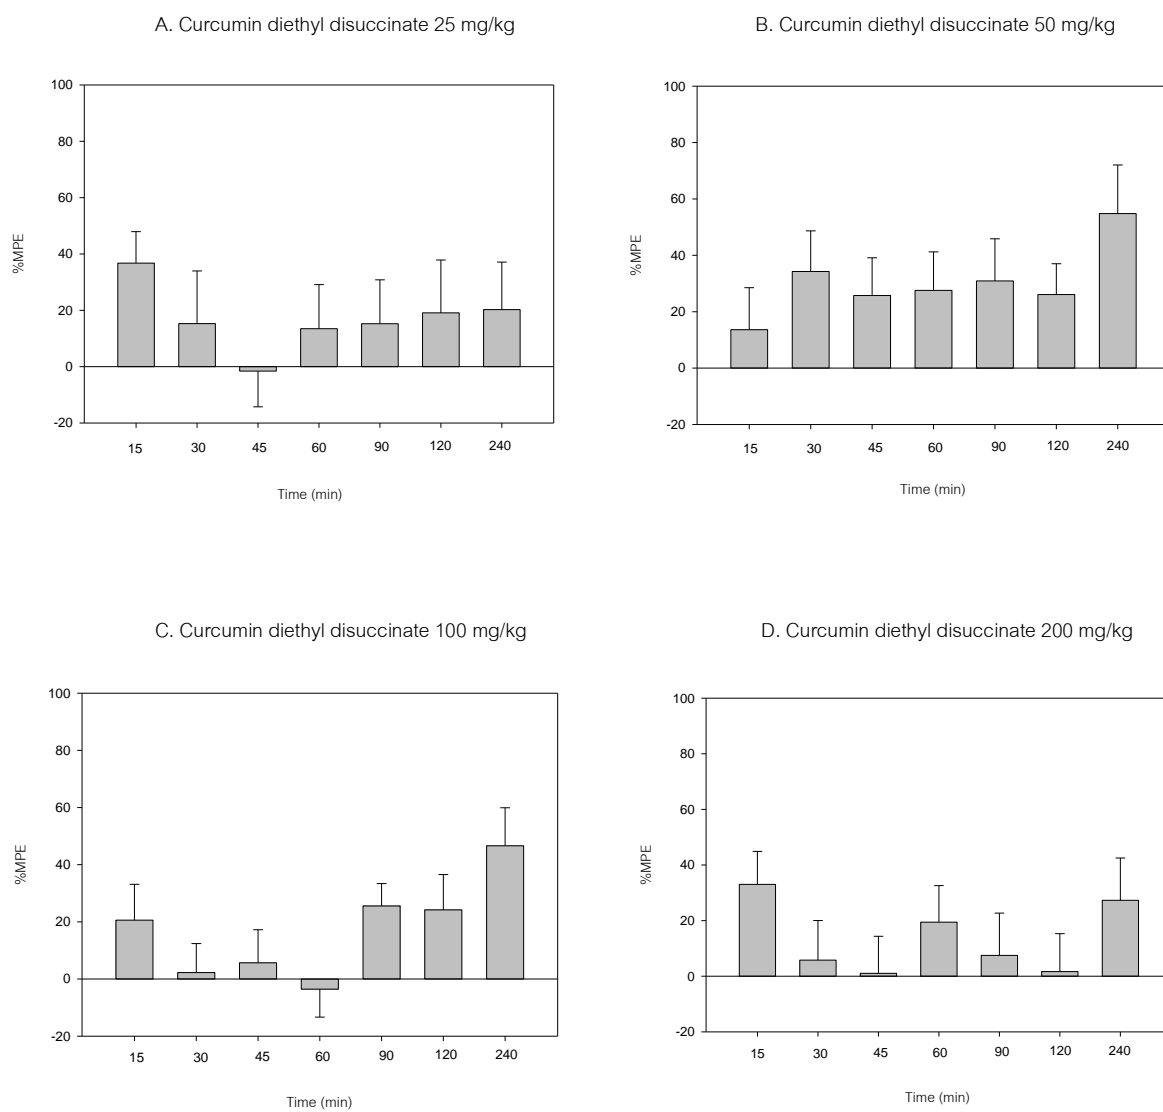 A. Curcumin diethyl disuccinate 25 mg/kg
%MPE
100
80
60
40
20
0
-20
15 30 45 60 90 120 240
Time (min)
B. Curcumin diethyl disuccinate 50 mg/kg
%MPE
100
80
60
40
20
0
-20
15 30 45 60 90 120 240
Time (min)
C. Curcumin diethyl disuccinate 100 mg/kg
%MPE
100
80
60
40
20
0
-20
15 30 45 60 90 120 240
Time (min)
D. Curcumin diethyl disuccinate 200 mg/kg
%MPE
100
80
60
40
20
0
-20
15 30 45 60 90 120 240
Time (min)